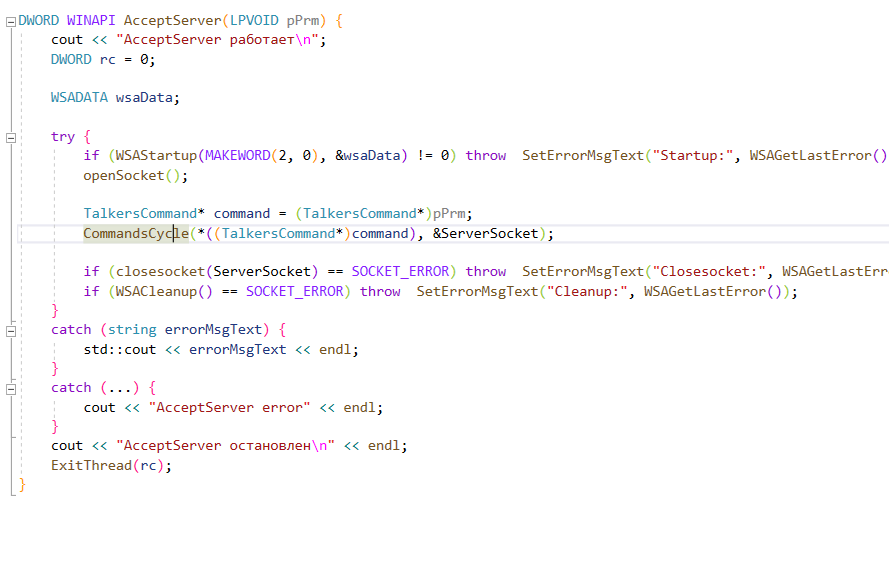 DWORD WINAPI AcceptServer(LPVOID pPrm) {
cout << "AcceptServer работает\n";
DWORD rc = 0;
WSADATA wsaData;
try {
if (WSAStartup(MAKEWORD(2, 0), &wsaData) != 0) throw  SetErrorMsgText("Startup:", WSAGetLastError()
openSocket();
TalkersCommand* command = (TalkersCommand*)pPrm;
CommandsCycle(*((TalkersCommand*)command), &ServerSocket);
if (closesocket(ServerSocket) == SOCKET_ERROR) throw  SetErrorMsgText("Closesocket:", WSAGetLastErr
if (WSACleanup() == SOCKET_ERROR) throw  SetErrorMsgText("Cleanup:", WSAGetLastError());
}
catch (string errorMsgText) {
std::cout << errorMsgText << endl;
}
catch (...) {
cout << "AcceptServer error" << endl;
}
cout << "AcceptServer остановлен\n" << endl;
ExitThread(rc);
}